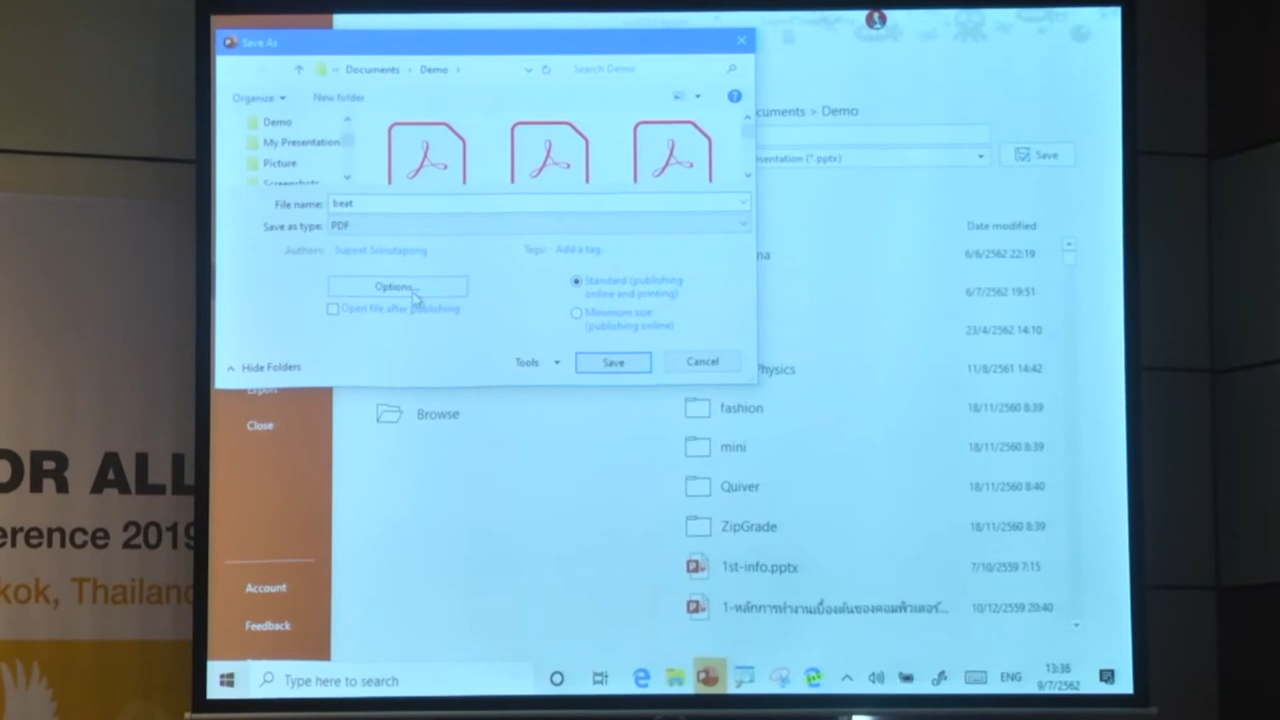 Save As
Documents > Demo >
Search Demo
Organize
New folder
Demo
My Presentation
Picture
Screenshots
File name: beat
Save as type: PDF
Authors:
Tags: Add a tag
Options...
Open file after publishing
Standard (publishing
online and printing)
Minimum size
(publishing online)
Hide Folders
Tools
Save
Cancel
cuments > Demo
sentation (*.pptx)
Save
Date modified
6/6/2562 22:19
6/7/2562 19:51
23/4/2562 14:10
Physics 11/8/2561 14:42
fashion 18/11/2560 8:39
mini 18/11/2560 8:39
Quiver 18/11/2560 8:40
ZipGrade 18/11/2560 8:39
1st-info.pptx 7/10/2559 7:15
1-หลักการทำงานเบื้องต้นของคอมพิวเตอร์... 10/12/2559 20:40
Export
Close
Browse
Account
Feedback
Type here to search
ENG
13:36
9/7/2562
OR ALL
erence 2019
kok, Thailand